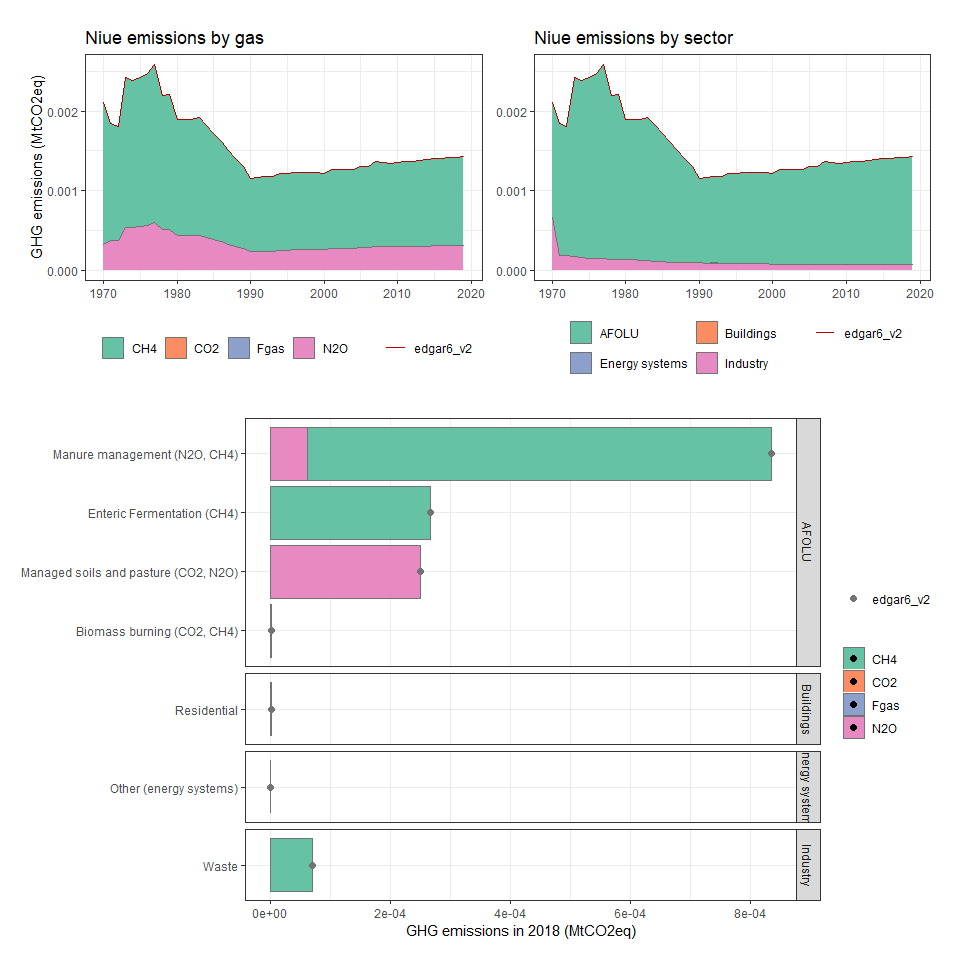 Niue emissions by gas
Niue emissions by sector
GHG emissions (MtCO2eq)
0.002
0.001
0.000
1970 1980 1990 2000 2010 2020
0.002
0.001
0.000
1970 1980 1990 2000 2010 2020
CH4 CO2 Fgas N2O edgar6_v2
AFOLU Buildings edgar6_v2
Energy systems Industry
Manure management (N2O, CH4)
Enteric Fermentation (CH4)
Managed soils and pasture (CO2, N2O)
Biomass burning (CO2, CH4)
AFOLU
Residential
Buildings
Other (energy systems)
nergy system
Waste
Industry
0e+00 2e-04 4e-04 6e-04 8e-04
GHG emissions in 2018 (MtCO2eq)
edgar6_v2
CH4
CO2
Fgas
N2O